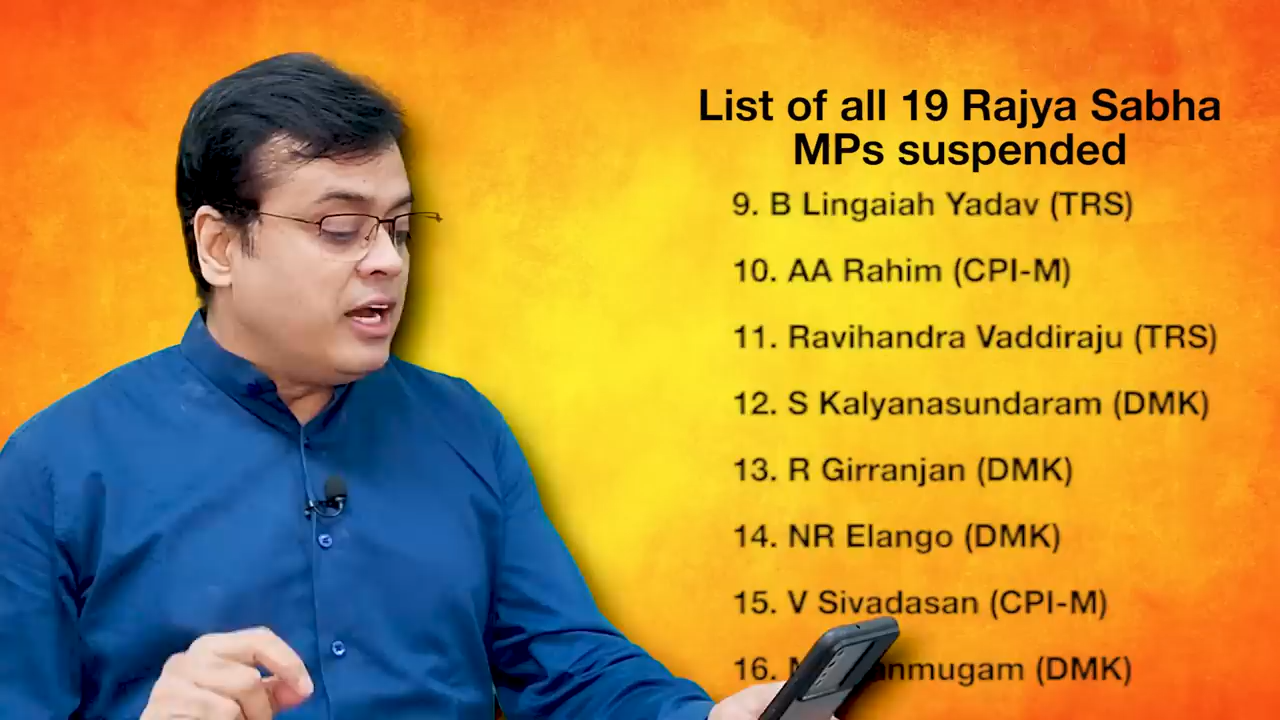 List of all 19 Rajya Sabha
MPs suspended
9. B Lingaiah Yadav (TRS)
10. AA Rahim (CPI-M)
11. Ravihandra Vaddiraju (TRS)
12. S Kalyanasundaram (DMK)
13. R Girranjan (DMK)
14. NR Elango (DMK)
15. V Sivadasan (CPI-M)
16. (DMK)